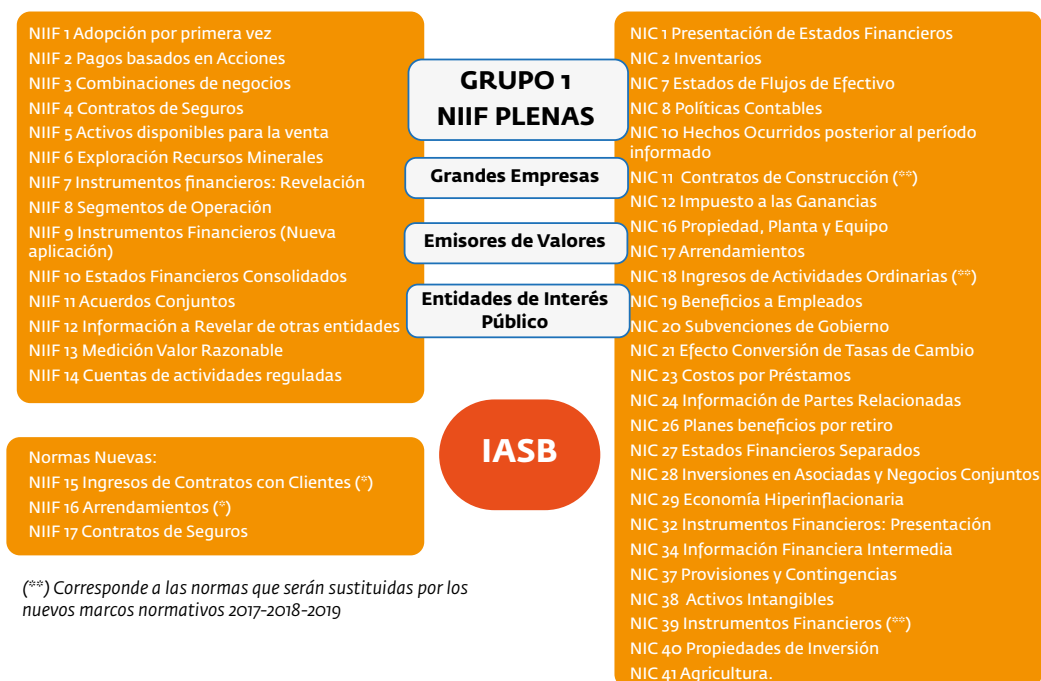 NIIF 1 Adopción por primera vez
NIIF 2 Pagos basados en Acciones
NIIF 3 Combinaciones de negocios
NIIF 4 Contratos de Seguros
NIIF 5 Activos disponibles para la venta
NIIF 6 Exploración Recursos Minerales
NIIF 7 Instrumentos financieros: Revelación
NIIF 8 Segmentos de Operación
NIIF 9 Instrumentos Financieros (Nueva
aplicación)
NIIF 10 Estados Financieros Consolidados
NIIF 11 Acuerdos Conjuntos
NIIF 12 Información a Revelar de otras entidades
NIIF 13 Medición Valor Razonable
NIIF 14 Cuentas de actividades reguladas
Normas Nuevas:
NIIF 15 Ingresos de Contratos con Clientes (*)
NIIF 16 Arrendamientos (*)
NIIF 17 Contratos de Seguros
(**) Corresponde a las normas que serán sustituidas por los
nuevos marcos normativos 2017-2018-2019
GRUPO 1
NIIF PLENAS
Grandes Empresas
Emisores de Valores
Entidades de Interés
Público
IASB
NIC 1 Presentación de Estados Financieros
NIC 2 Inventarios
NIC 7 Estados de Flujos de Efectivo
NIC 8 Políticas Contables
NIC 10 Hechos Ocurridos posterior al período
informado
NIC 11 Contratos de Construcción (**)
NIC 12 Impuesto a las Ganancias
NIC 16 Propiedad, Planta y Equipo
NIC 17 Arrendamientos
NIC 18 Ingresos de Actividades Ordinarias (**)
NIC 19 Beneficios a Empleados
NIC 20 Subvenciones de Gobierno
NIC 21 Efecto Conversión de Tasas de Cambio
NIC 23 Costos por Préstamos
NIC 24 Información de Partes Relacionadas
NIC 26 Planes beneficios por retiro
NIC 27 Estados Financieros Separados
NIC 28 Inversiones en Asociadas y Negocios Conjuntos
NIC 29 Economía Hiperinflacionaria
NIC 32 Instrumentos Financieros: Presentación
NIC 34 Información Financiera Intermedia
NIC 37 Provisiones y Contingencias
NIC 38 Activos Intangibles
NIC 39 Instrumentos Financieros (**)
NIC 40 Propiedades de Inversión
NIC 41 Agricultura.